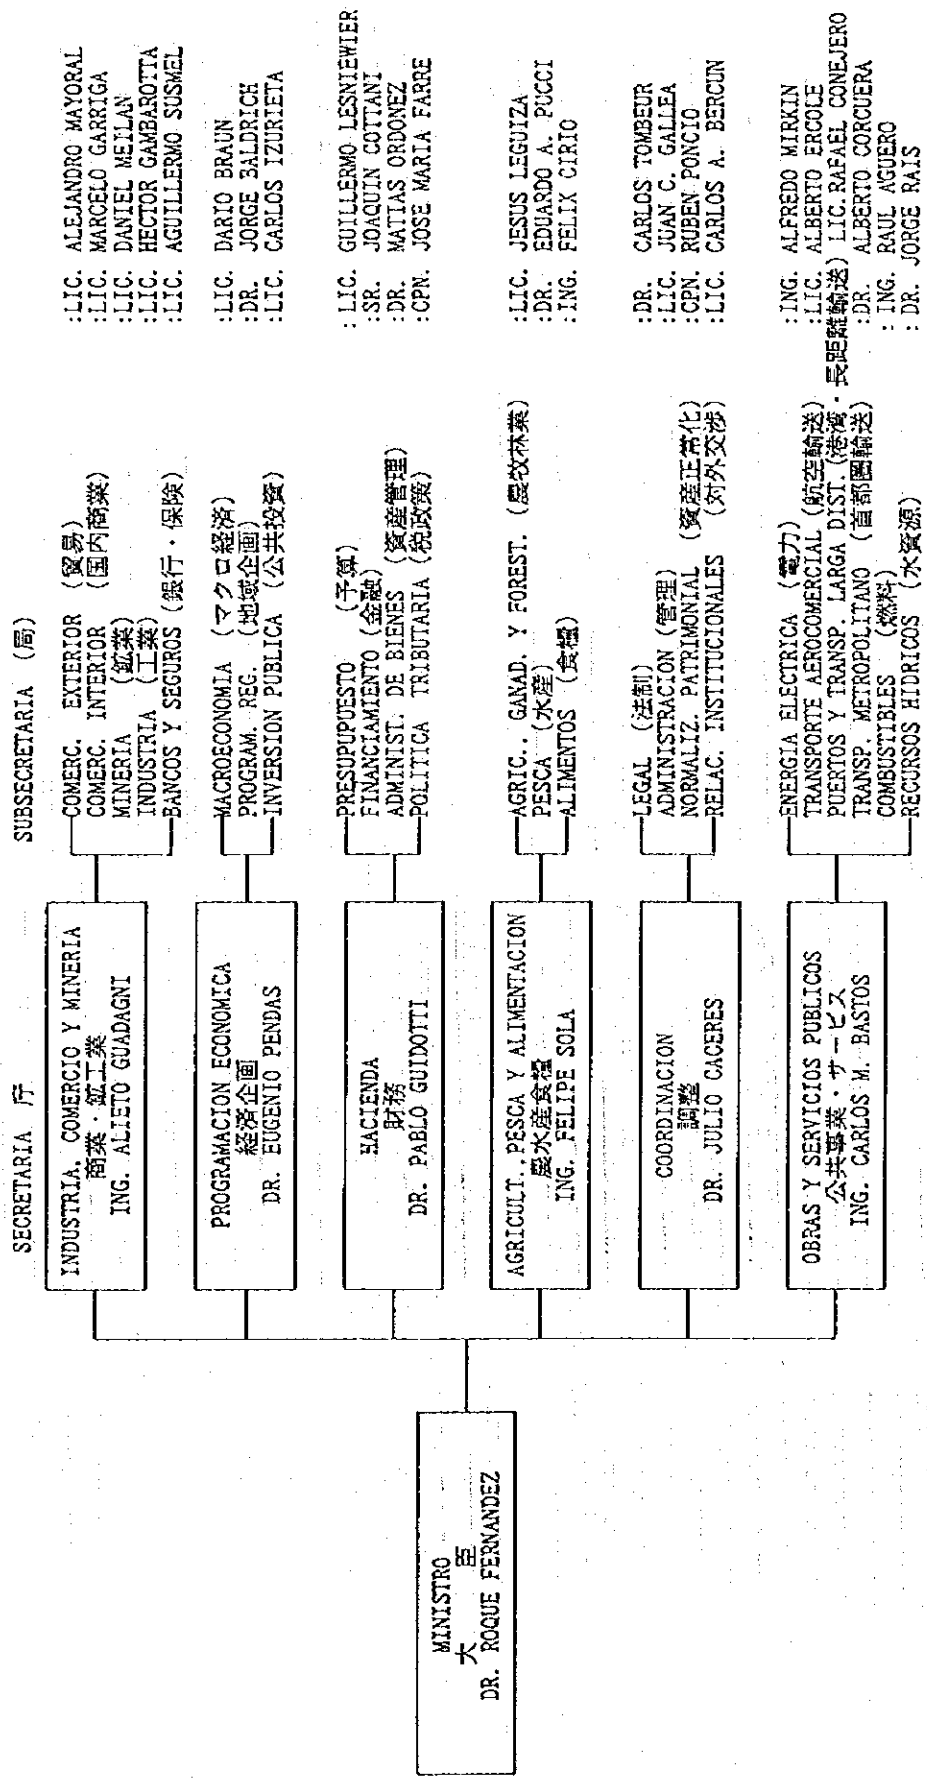 SECRETARIA 庁
SUBSECRETARIA (局)
MINISTRO
大臣
DR. ROQUE FERNANDEZ
INDUSTRIA, COMERCIO Y MINERIA
商業・鉱工業
ING. ALIETO GUADAGNI
COMERC. EXTERIOR (貿易) :LIC. ALEJANDRO MAYORAL
COMERC. INTERIOR (国内商業) :LIC. MARCELO GARRIGA
MINERIA (鉱業) :LIC. DANIEL MEILAN
INDUSTRIA (工業) :LIC. HECTOR GAMBAROTTA
BANCOS Y SEGUROS (銀行・保険) :LIC. AGUILLERMO SUSMEL
PROGRAMACION ECONOMICA
経済企画
DR. EUGENIO PENDAS
MACROECONOMIA (マクロ経済) :LIC. DARIO BRAUN
PROGRAM. REG. (地域企画) :DR. JORGE BALDRICH
INVERSION PUBLICA (公共投資) :LIC. CARLOS IZURIETA
HACIENDA
財務
DR. PABLO GUIDOTTI
PRESUPUPUESTO (予算) :LIC. GUILLERMO LESNIEWIER
FINANCIAMIENTO (金融) :SR. JOAQUIN COTTANI
ADMINIST. DE BIENES (資産管理) :DR. MATIAS ORDONEZ
POLITICA TRIBUTARIA (税政策) :CPN. JOSE MARIA FARRE
AGRICULT.,PESCA Y ALIMENTACION
農水産食糧
ING. FELIPE SOLA
AGRIC., GANAD. Y FOREST. (農牧林業) :LIC. JESUS LEGUIZA
PESCA (水産) :DR. EDUARDO A. PUCCI
ALIMENTOS (食糧) :ING. FELIX CIRIO
COORDINACION
調整
DR. JULIO CACERES
LEGAL (法制) :DR. CARLOS TOMBEUR
ADMINISTRACION (管理) :LIC. JUAN C. GALLEA
NORMALIZ. PATRIMONIAL (資産正常化) :CPN. RUBEN PONCIO
RELAC. INSTITUCIONALES (対外交渉) :LIC. CARLOS A. BERCUN
OBRAS Y SERVICIOS PUBLICOS
公共事業・サービス
ING. CARLOS M. BASTOS
ENERGIA ELECTRICA (電力) :ING. ALFREDO MIRKIN
TRANSPORTE AEROCOMERCIAL (航空輸送) :LIC. ALBERTO ERCOLE
PUERTOS Y TRANSP. LARGA DIST. (港湾・長距離輸送) LIC. RAFAEL CONEJERO
TRANSP. METROPOLITANO (首都圏輸送) :DR. ALBERTO CORCUERA
COMBUSTIBLES (燃料) :ING. RAUL AGUERO
RECURSOS HIDRICOS (水資源) :DR. JORGE RAIS